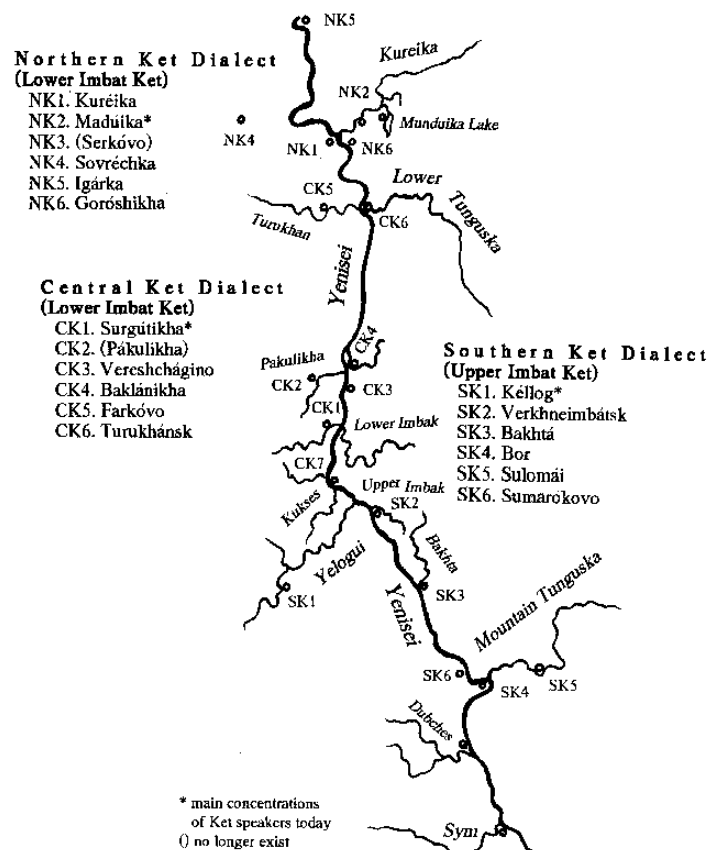 NK5
Northern Ket Dialect
(Lower Imbat Ket)
NK1. Kuréika
NK2. Madúika*
NK3. (Serkóvo)
NK4. Sovréchka
NK5. Igárka
NK6. Goróshikha
Kureika
NK2
Munduika Lake
NK4
NK1
NK6
CK5
Lower
Tunguska
Turukhan
CK6
Yenisei
Central Ket Dialect
(Lower Imbat Ket)
CK1. Surgútikha*
CK2. (Pákulikha)
CK3. Vereshchágino
CK4. Baklánikha
CK5. Farkóvo
CK6. Turukhánsk
CK4
Pakulikha
CK2
CK3
CK1
Lower Imbak
CK7
Southern Ket Dialect
(Upper Imbat Ket)
SK1. Kéllog*
SK2. Verkhneimbátsk
SK3. Bakhtá
SK4. Bor
SK5. Sulomái
SK6. Sumarókovo
Kukses
Upper Imbak
SK2
Yelogui
Bakhta
SK1
SK3
Yenisei
Mountain Tunguska
SK6
SK4
SK5
Dubches
* main concentrations
of Ket speakers today
() no longer exist
Sym